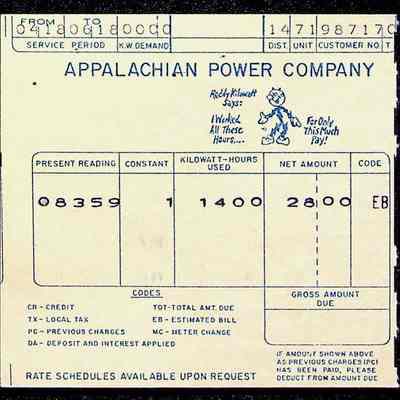 FROM TO
04180618 0000 1471987170
SERVICE PERIOD K.W. DEMAND DIST. UNIT CUSTOMER NO. T
APPALACHIAN POWER COMPANY
Reddy Kilowatt
Says:
I Worked
All These
Hours....
For Only
This Much
Pay!
PRESENT READING CONSTANT KILOWATT-HOURS USED NET AMOUNT CODE
08359 1 1400 28 00 EB
CODES
CR - CREDIT
TX - LOCAL TAX
PC - PREVIOUS CHARGES
DA - DEPOSIT AND INTEREST APPLIED
TOT-TOTAL AMT. DUE
EB - ESTIMATED BILL
MC - METER CHANGE
GROSS AMOUNT
DUE
IF AMOUNT SHOWN ABOVE
AS PREVIOUS CHARGES (PC)
HAS BEEN PAID, PLEASE
DEDUCT FROM AMOUNT DUE
RATE SCHEDULES AVAILABLE UPON REQUEST